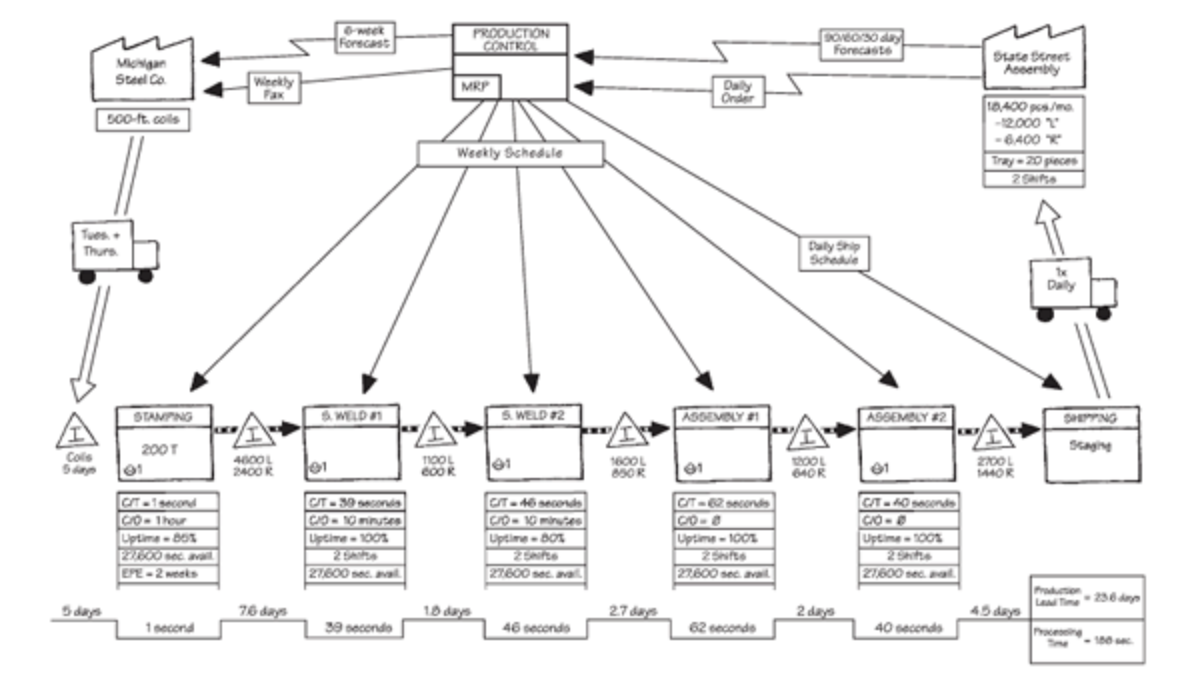 6-week
Forecast
PRODUCTION
CONTROL
MRP
90/60/30 day
Forecasts
Michigan
Steel Co.
Weekly
Fax
Daily
Order
State Street
Assembly
500-ft. coils
18,400 pcs./mo.
-12,000 "L"
- 6,400 "R"
Tray = 20 pieces
2 Shifts
Weekly Schedule
Tues. +
Thurs.
Daily Ship
Schedule
1x
Daily
I
Coils
5 days
STAMPING
200 T
1
I
4600 L
2400 R
S. WELD #1
1
I
1100 L
600 R
S. WELD #2
1
I
1600 L
850 R
ASSEMBLY #1
1
I
1200 L
640 R
ASSEMBLY #2
1
I
2700 L
1440 R
SHIPPING
Staging
C/T = 1 second
C/O = 1 hour
Uptime = 85%
27,600 sec. avail.
EPE = 2 weeks
C/T = 39 seconds
C/O = 10 minutes
Uptime = 100%
2 Shifts
27,600 sec. avail.
C/T = 46 seconds
C/O = 10 minutes
Uptime = 80%
2 Shifts
27,600 sec. avail.
C/T = 62 seconds
C/O = Ø
Uptime = 100%
2 Shifts
27,600 sec. avail.
C/T = 40 seconds
C/O = Ø
Uptime = 100%
2 Shifts
27,600 sec. avail.
5 days
1 second
7.6 days
39 seconds
1.8 days
46 seconds
2.7 days
62 seconds
2 days
40 seconds
4.5 days
Production
Lead Time = 23.6 days
Processing
Time = 188 sec.